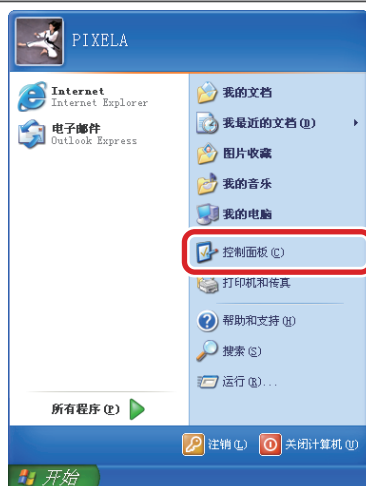 PIXELA
Internet
Internet Explorer
电子邮件
Outlook Express
所有程序(P)
我的文档
我最近的文档(D)
图片收藏
我的音乐
我的电脑
控制面板(C)
打印机和传真
帮助和支持(H)
搜索(S)
运行(R)...
注销(L)
关闭计算机(U)
开始